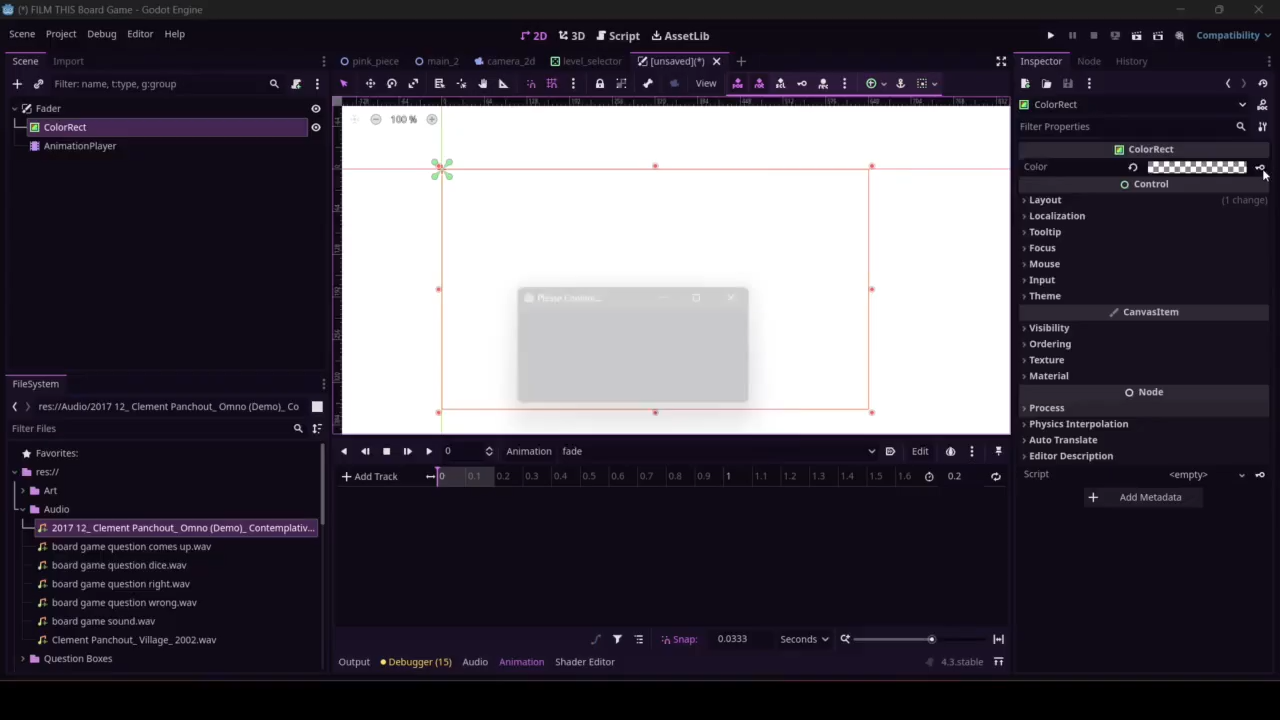 (*) FILM THIS Board Game - Godot Engine
Scene Project Debug Editor Help
2D 3D Script AssetLib
Compatibility
Scene Import
pink_piece main_2 camera_2d level_selector [unsaved](*)
Inspector Node History
Filter: name, t:type, g:group
View
Fader
ColorRect
AnimationPlayer
100 %
ColorRect
Filter Properties
ColorRect
Color
Control
Layout (1 change)
Localization
Tooltip
Focus
Mouse
Input
Theme
CanvasItem
Visibility
Ordering
Texture
Material
Node
Process
Physics Interpolation
Auto Translate
Editor Description
Script <empty>
Add Metadata
Please
FileSystem
res://Audio/2017 12_ Clement Panchout_ Omno (Demo)_ Co
Filter Files
Favorites:
res://
Art
Audio
2017 12_ Clement Panchout_ Omno (Demo)_ Contemplativ...
board game question comes up.wav
board game question dice.wav
board game question right.wav
board game question wrong.wav
board game sound.wav
Clement Panchout_ Village_ 2002.wav
Question Boxes
0 Animation fade Edit
Add Track 0 0.1 0.2 0.3 0.4 0.5 0.6 0.7 0.8 0.9 1 1.1 1.2 1.3 1.4 1.5 1.6 0.2
Snap: 0.0333 Seconds
Output Debugger (15) Audio Animation Shader Editor 4.3.stable